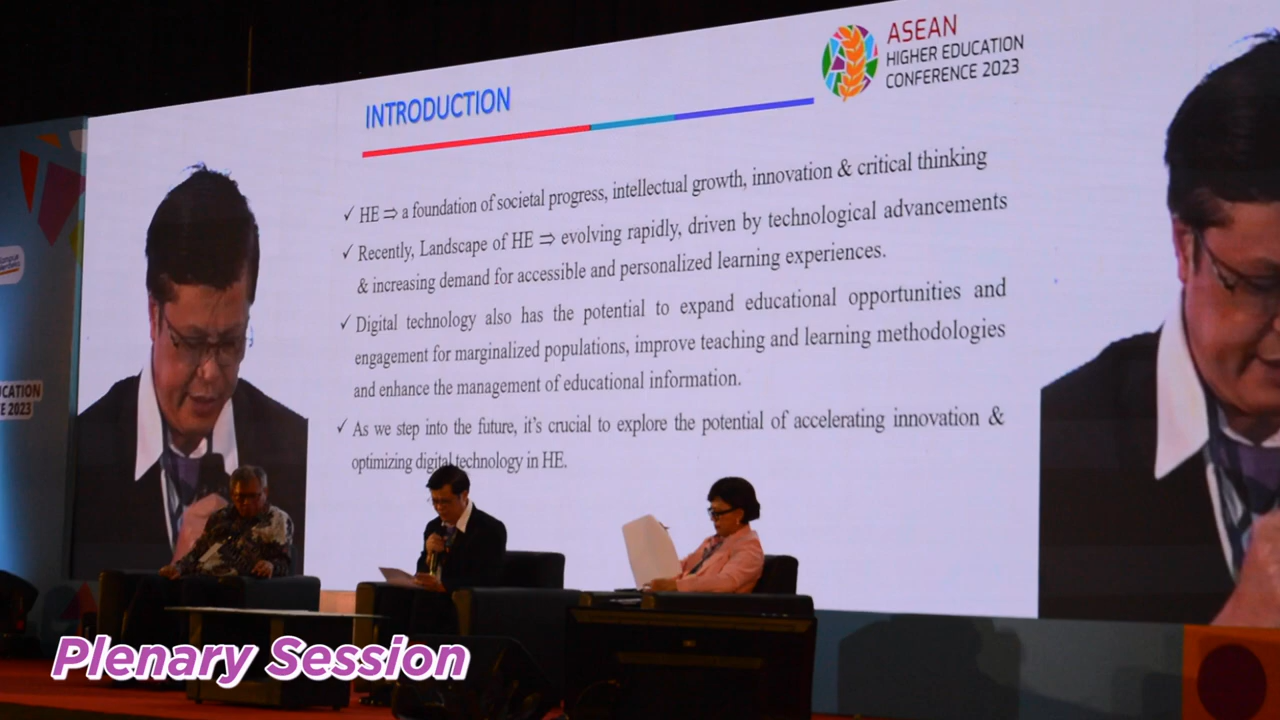 ASEAN
HIGHER EDUCATION
CONFERENCE 2023
INTRODUCTION
✓ HE ⇒ a foundation of societal progress, intellectual growth, innovation & critical thinking
✓ Recently, Landscape of HE ⇒ evolving rapidly, driven by technological advancements
& increasing demand for accessible and personalized learning experiences.
✓ Digital technology also has the potential to expand educational opportunities and
engagement for marginalized populations, improve teaching and learning methodologies
and enhance the management of educational information.
✓ As we step into the future, it's crucial to explore the potential of accelerating innovation &
optimizing digital technology in HE.
CATION
E 2023
Plenary Session